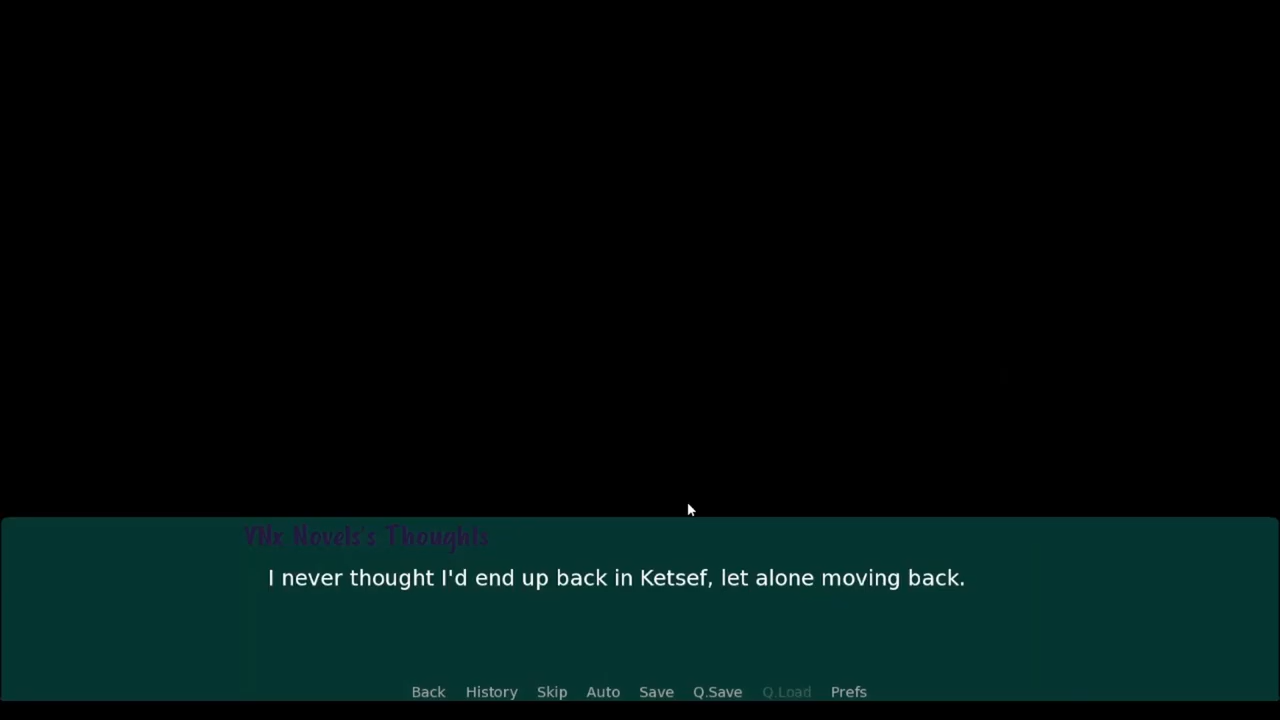 VNx Novels's Thoughts
I never thought I'd end up back in Ketsef, let alone moving back.
Back History Skip Auto Save Q.Save Q.Load Prefs